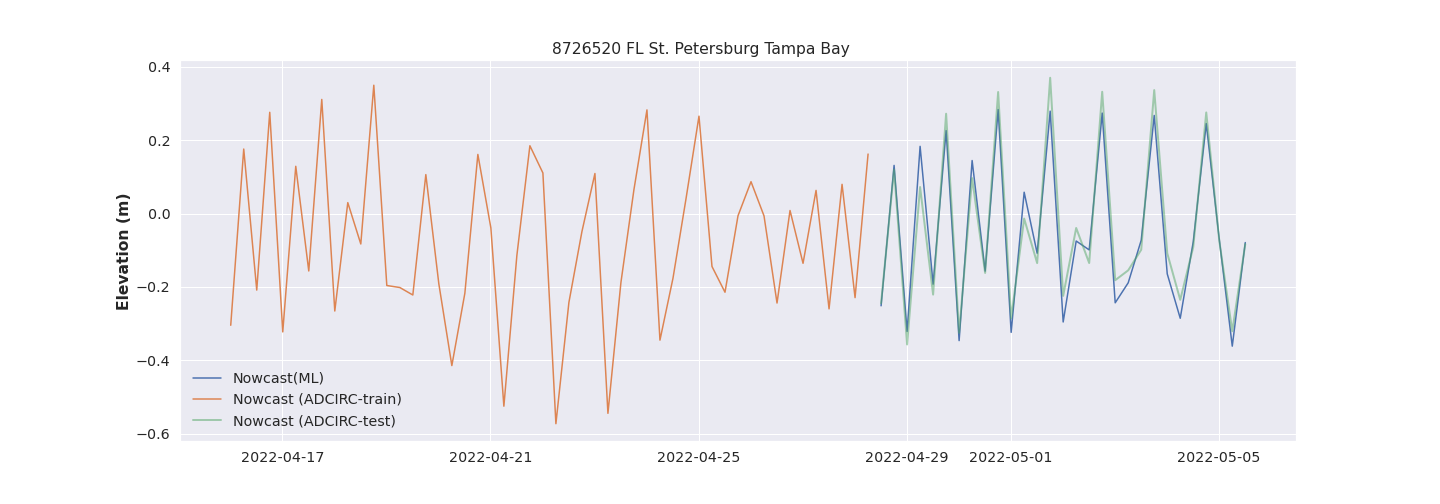 8726520 FL St. Petersburg Tampa Bay
Elevation (m)
0.4
0.2
0.0
−0.2
−0.4
−0.6
Nowcast(ML)
Nowcast (ADCIRC-train)
Nowcast (ADCIRC-test)
2022-04-17 2022-04-21 2022-04-25 2022-04-29 2022-05-01 2022-05-05